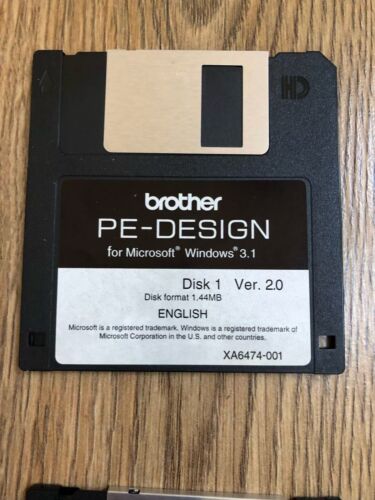 HD
brother
PE-DESIGN
for Microsoft® Windows® 3.1
Disk 1 Ver. 2.0
Disk format 1.44MB
ENGLISH
Microsoft is a registered trademark. Windows is a registered trademark of
Microsoft Corporation in the U.S. and other countries.
XA6474-001